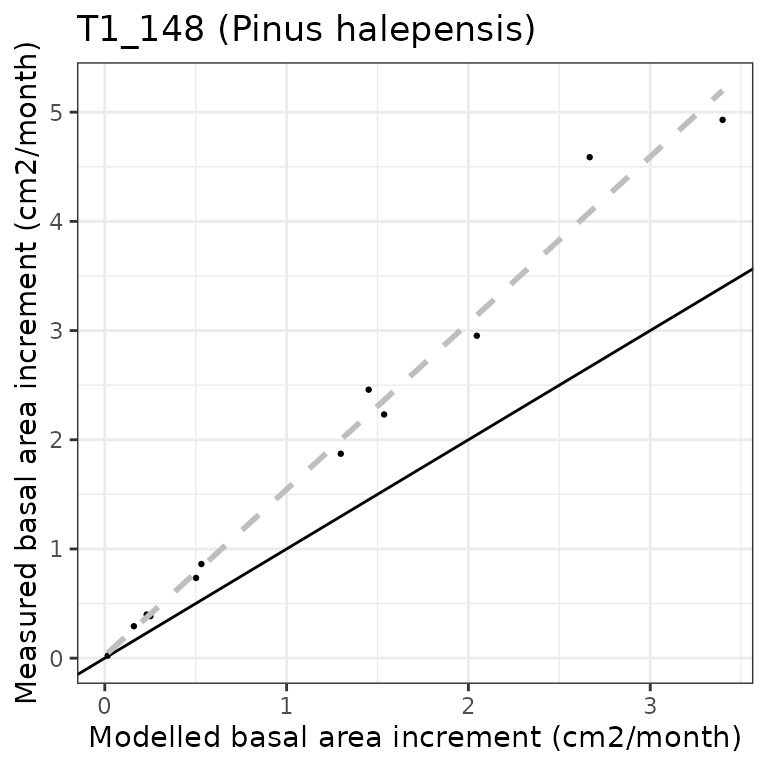 T1_148 (Pinus halepensis)
Measured basal area increment (cm2/month)
5
4
3
2
1
0
0 1 2 3
Modelled basal area increment (cm2/month)